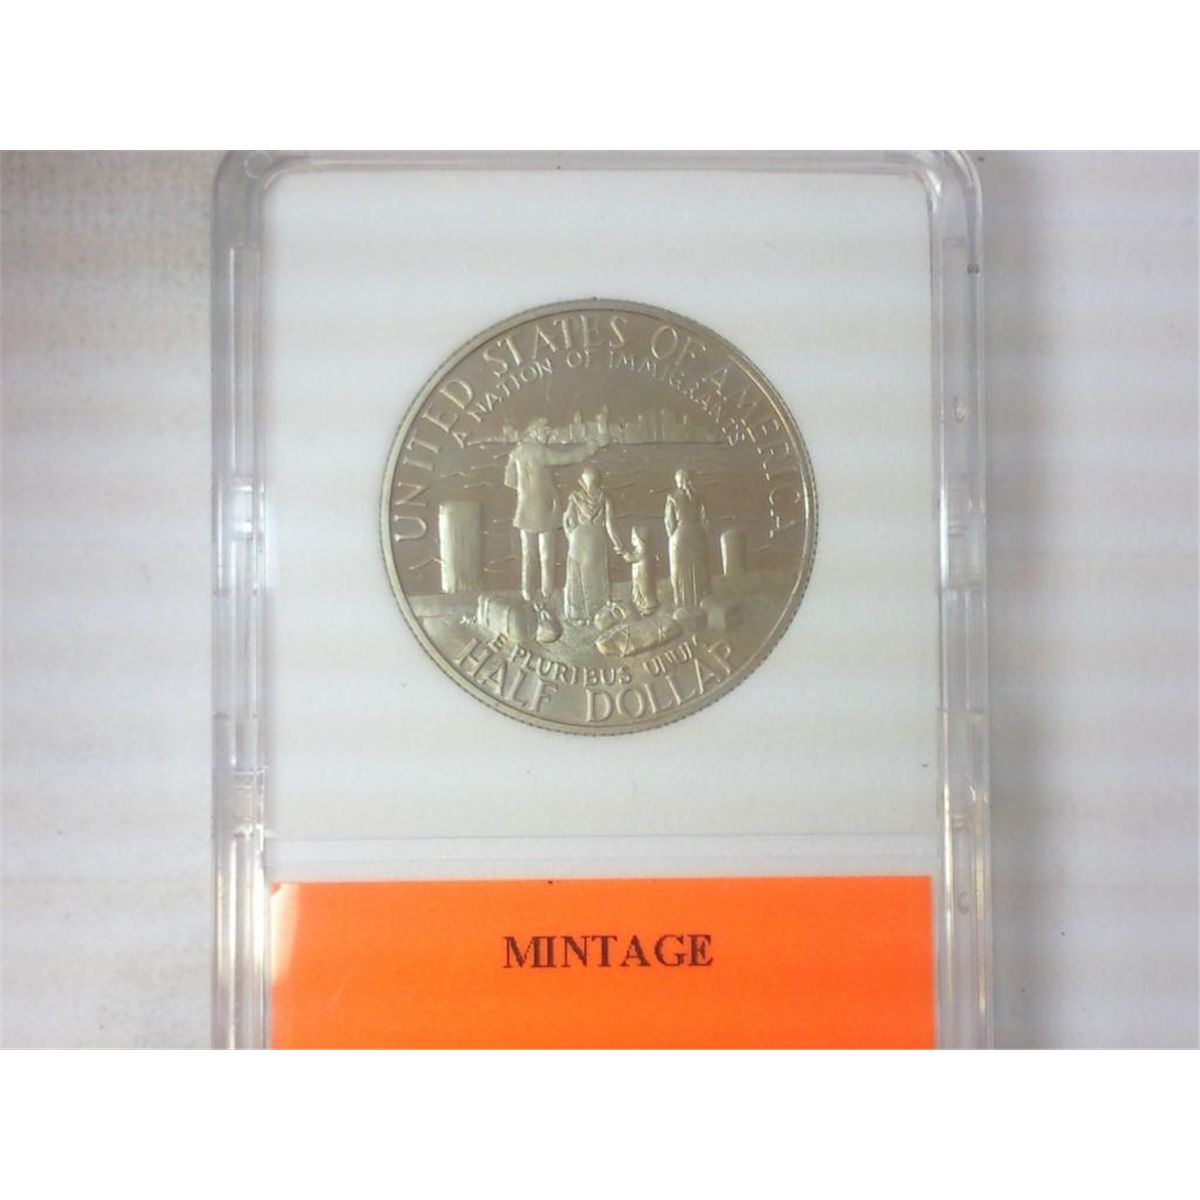 UNITED STATES OF AMERICA
A NATION OF IMMIGRANTS
E PLURIBUS UNUM
HALF DOLLAR
MINTAGE